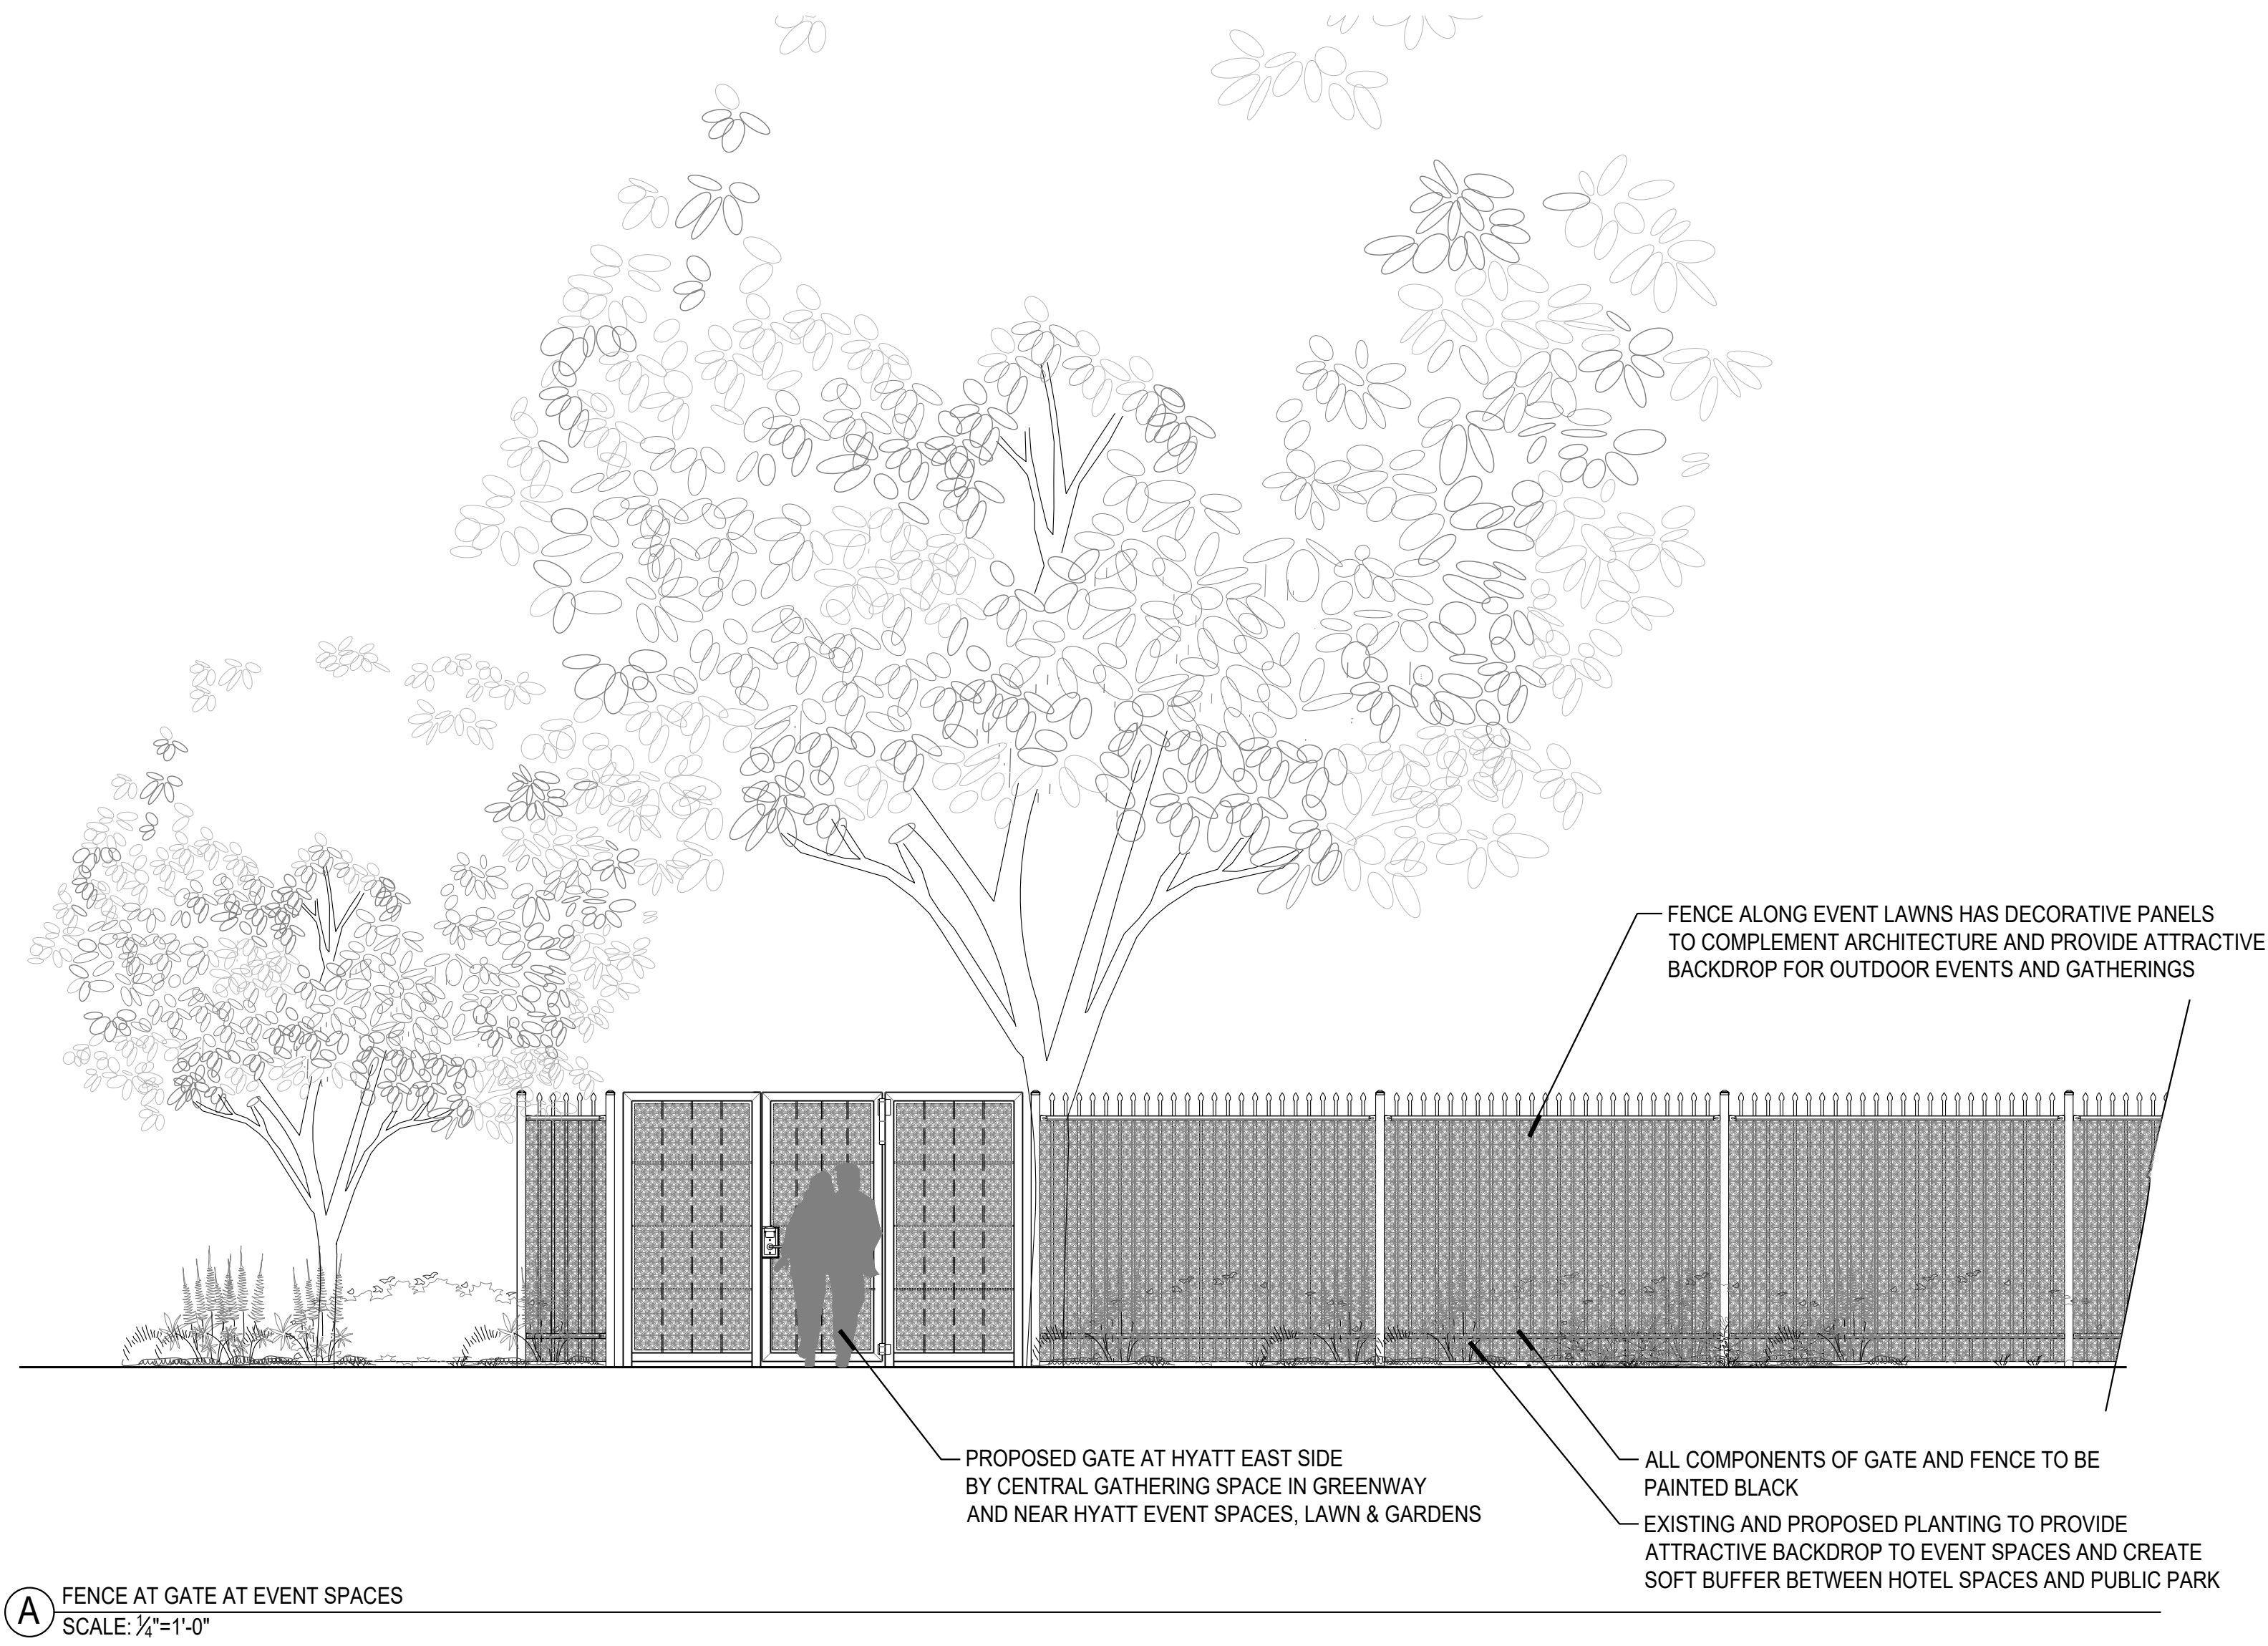 FENCE ALONG EVENT LAWNS HAS DECORATIVE PANELS
TO COMPLEMENT ARCHITECTURE AND PROVIDE ATTRACTIVE
BACKDROP FOR OUTDOOR EVENTS AND GATHERINGS
PROPOSED GATE AT HYATT EAST SIDE
BY CENTRAL GATHERING SPACE IN GREENWAY
AND NEAR HYATT EVENT SPACES, LAWN & GARDENS
ALL COMPONENTS OF GATE AND FENCE TO BE
PAINTED BLACK
EXISTING AND PROPOSED PLANTING TO PROVIDE
ATTRACTIVE BACKDROP TO EVENT SPACES AND CREATE
SOFT BUFFER BETWEEN HOTEL SPACES AND PUBLIC PARK
A
FENCE AT GATE AT EVENT SPACES
SCALE: ¼"=1'-0"